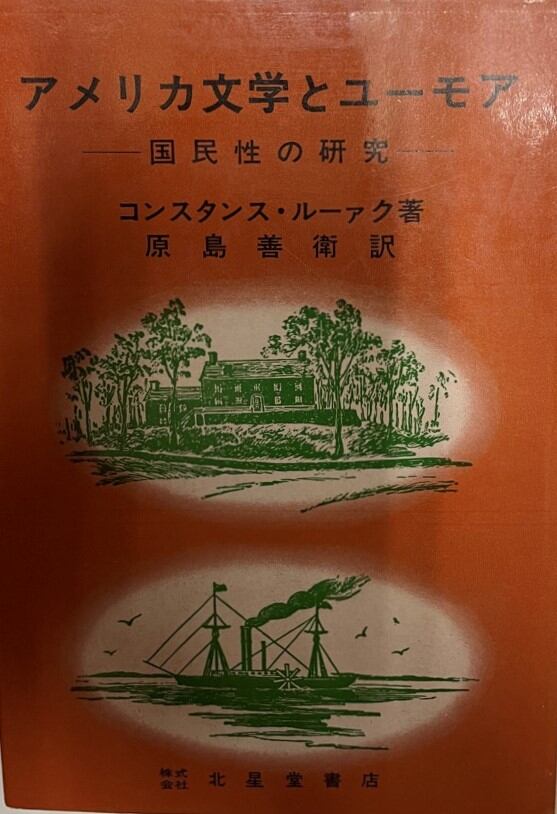 アメリカ文学とユーモア
―国民性の研究―
コンスタンス・ルーアク著
原島善衛訳
株式会社 北星堂書店